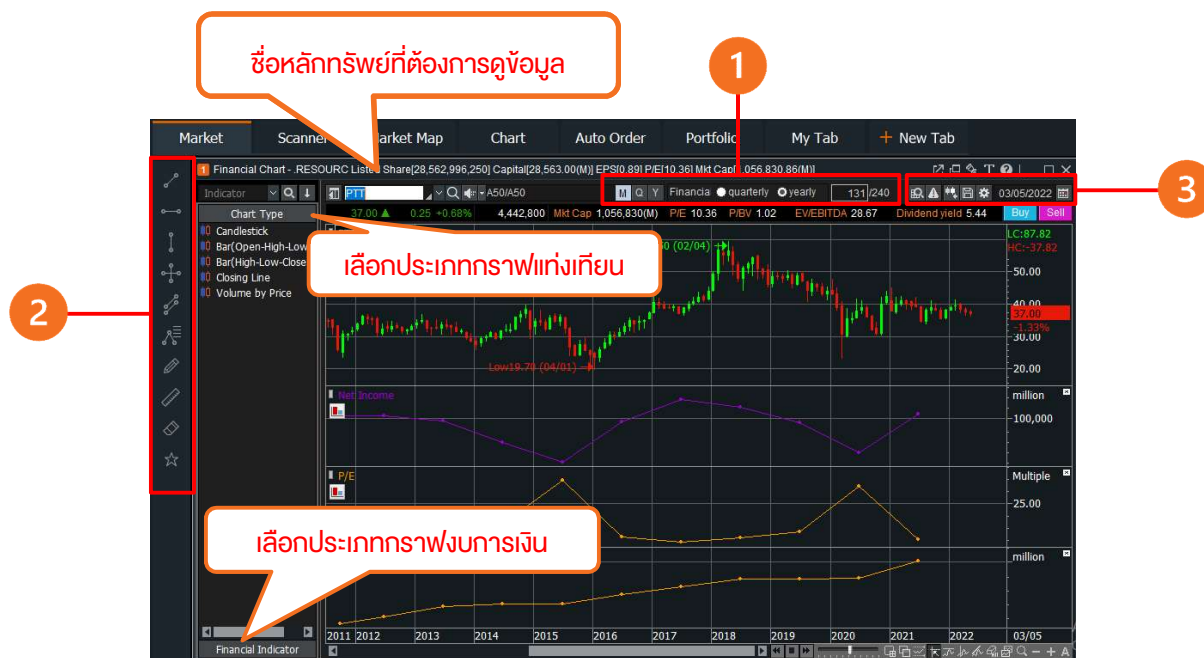 ชื่อหลักทรัพย์ที่ต้องการดูข้อมูล
1
Market Scanne Market Map Chart Auto Order Portfolio My Tab + New Tab
1 Financial Chart - .RESOURC Listed Share[28,562,996,250] Capital[28,563.00(M)] EPS[0.89] P/E[10.36] Mkt Cap[1,056,830.86(M)]
Indicator PTT A50/A50 M Q Y Financial quarterly yearly 131 /240 03/05/2022
3
Chart Type 37.00 ▲ 0.25 +0.68% 4,442,800 Mkt Cap 1,056,830(M) P/E 10.36 P/BV 1.02 EV/EBITDA 28.67 Dividend yield 5.44 Buy Sell
Candlestick
Bar(Open-High-Low
Bar(High-Low-Close
Closing Line
Volume by Price
เลือกประเภทกราฟแท่งเทียน
(02/04)
LC:87.82
HC:-37.82
50.00
40.00
37.00
-1.33%
30.00
20.00
Low19.70 (04/01)
2
Net Income million
100,000
P/E Multiple
25.00
เลือกประเภทกราฟงบการเงิน
million
2011 2012 2013 2014 2015 2016 2017 2018 2019 2020 2021 2022 03/05
Financial Indicator
A